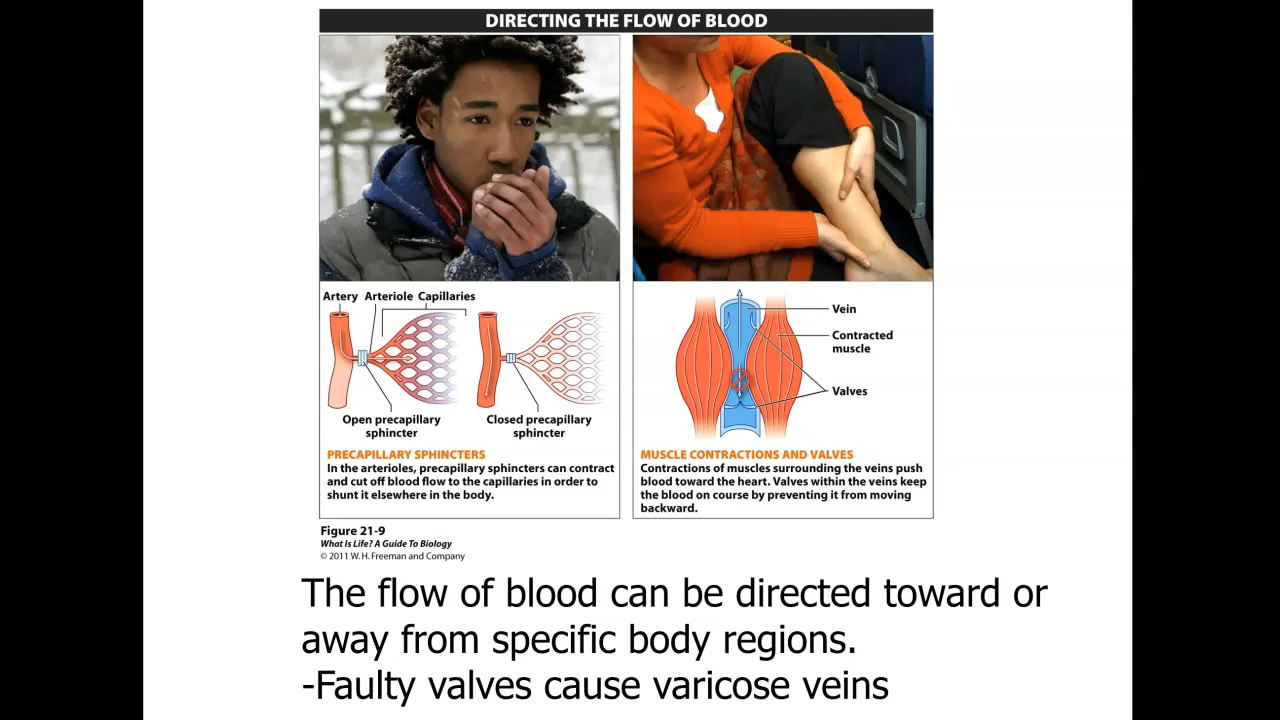 DIRECTING THE FLOW OF BLOOD
Artery Arteriole Capillaries
Open precapillary
sphincter
Closed precapillary
sphincter
PRECAPILLARY SPHINCTERS
In the arterioles, precapillary sphincters can contract
and cut off blood flow to the capillaries in order to
shunt it elsewhere in the body.
Vein
Contracted
muscle
Valves
MUSCLE CONTRACTIONS AND VALVES
Contractions of muscles surrounding the veins push
blood toward the heart. Valves within the veins keep
the blood on course by preventing it from moving
backward.
Figure 21-9
What Is Life? A Guide To Biology
© 2011 W. H. Freeman and Company
The flow of blood can be directed toward or
away from specific body regions.
-Faulty valves cause varicose veins